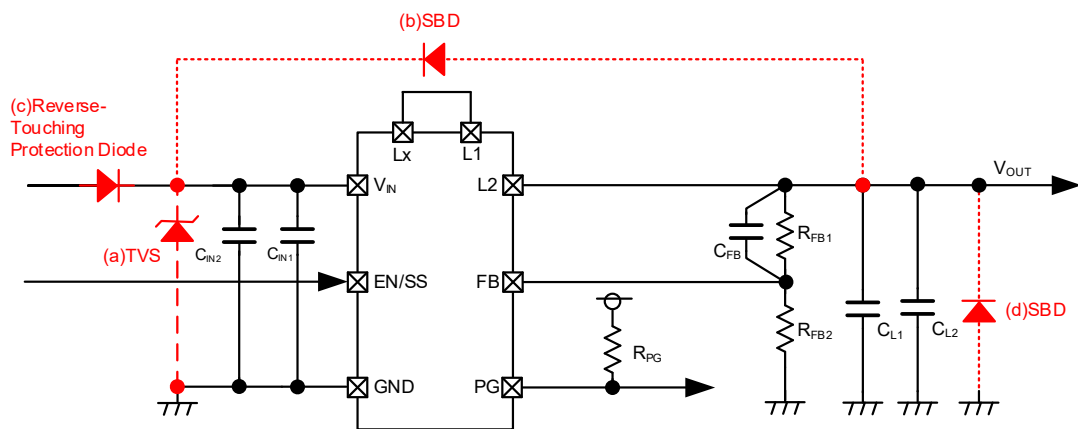 (b)SBD
(c)Reverse-
Touching
Protection Diode
Lx
L1
VIN
L2
VOUT
(a)TVS
CIN2
CIN1
CFB
RFB1
EN/SS
FB
RFB2
CL1
CL2
(d)SBD
RPG
GND
PG